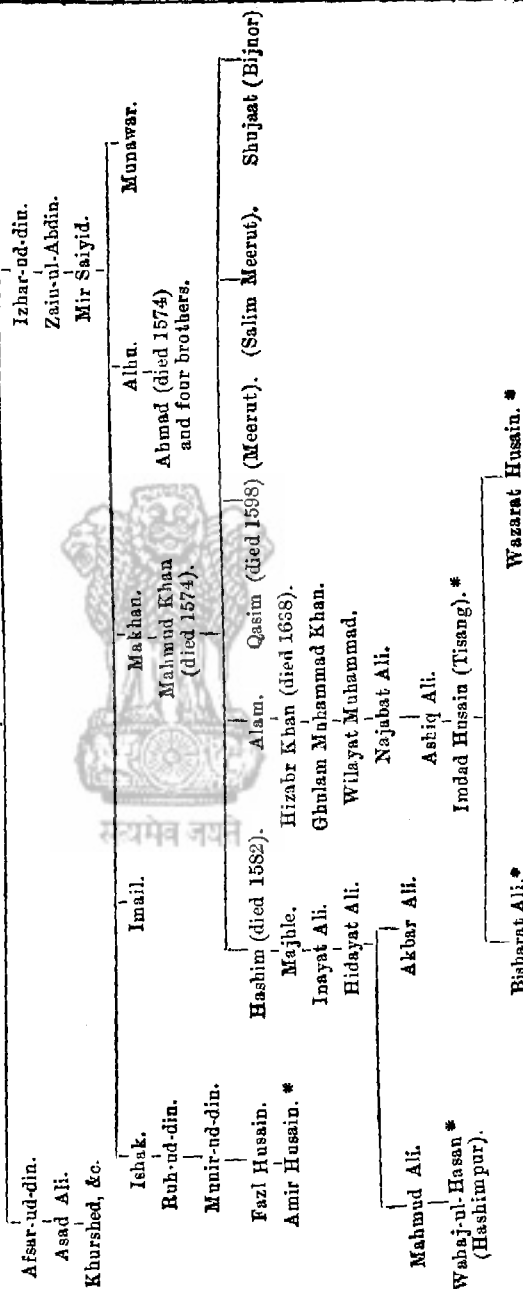 Afsar-ud-din.
Asad Ali.
Khurshed, &c.
Izhar-ud-din.
Zain-ul-Abdin.
Mir Saiyid.
Ishak.
Imail.
Makhan.
Alhu.
Munawar.
Ruh-ud-din.
Munir-ud-din.
Fazl Husain.
Amir Husain. *
Mahmud Khan
(died 1574).
Ahmad (died 1574)
and four brothers.
Hashim (died 1582).
Alam.
Qasim (died 1598) (Meerut).
(Salim Meerut).
Shujaat (Bijnor)
Majhle.
Inayat Ali.
Hidayat Ali.
Hizabr Khan (died 1638).
Ghulam Muhammad Khan.
Wilayat Muhammad.
Najabat Ali.
Ashiq Ali.
Imdad Husain (Tisang). *
Mahmud Ali.
Akbar Ali.
Wahaj-ul-Hasan *
(Hashimpur).
Bisharat Ali. *
Wazarat Husain. *
सत्यमेव जयते